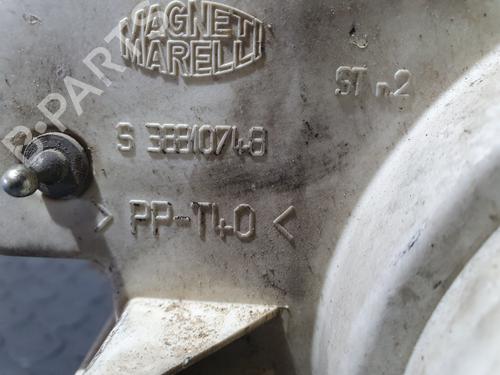 MAGNETI
MARELLI
ST n.2
S 38810748
> PP-T40 <